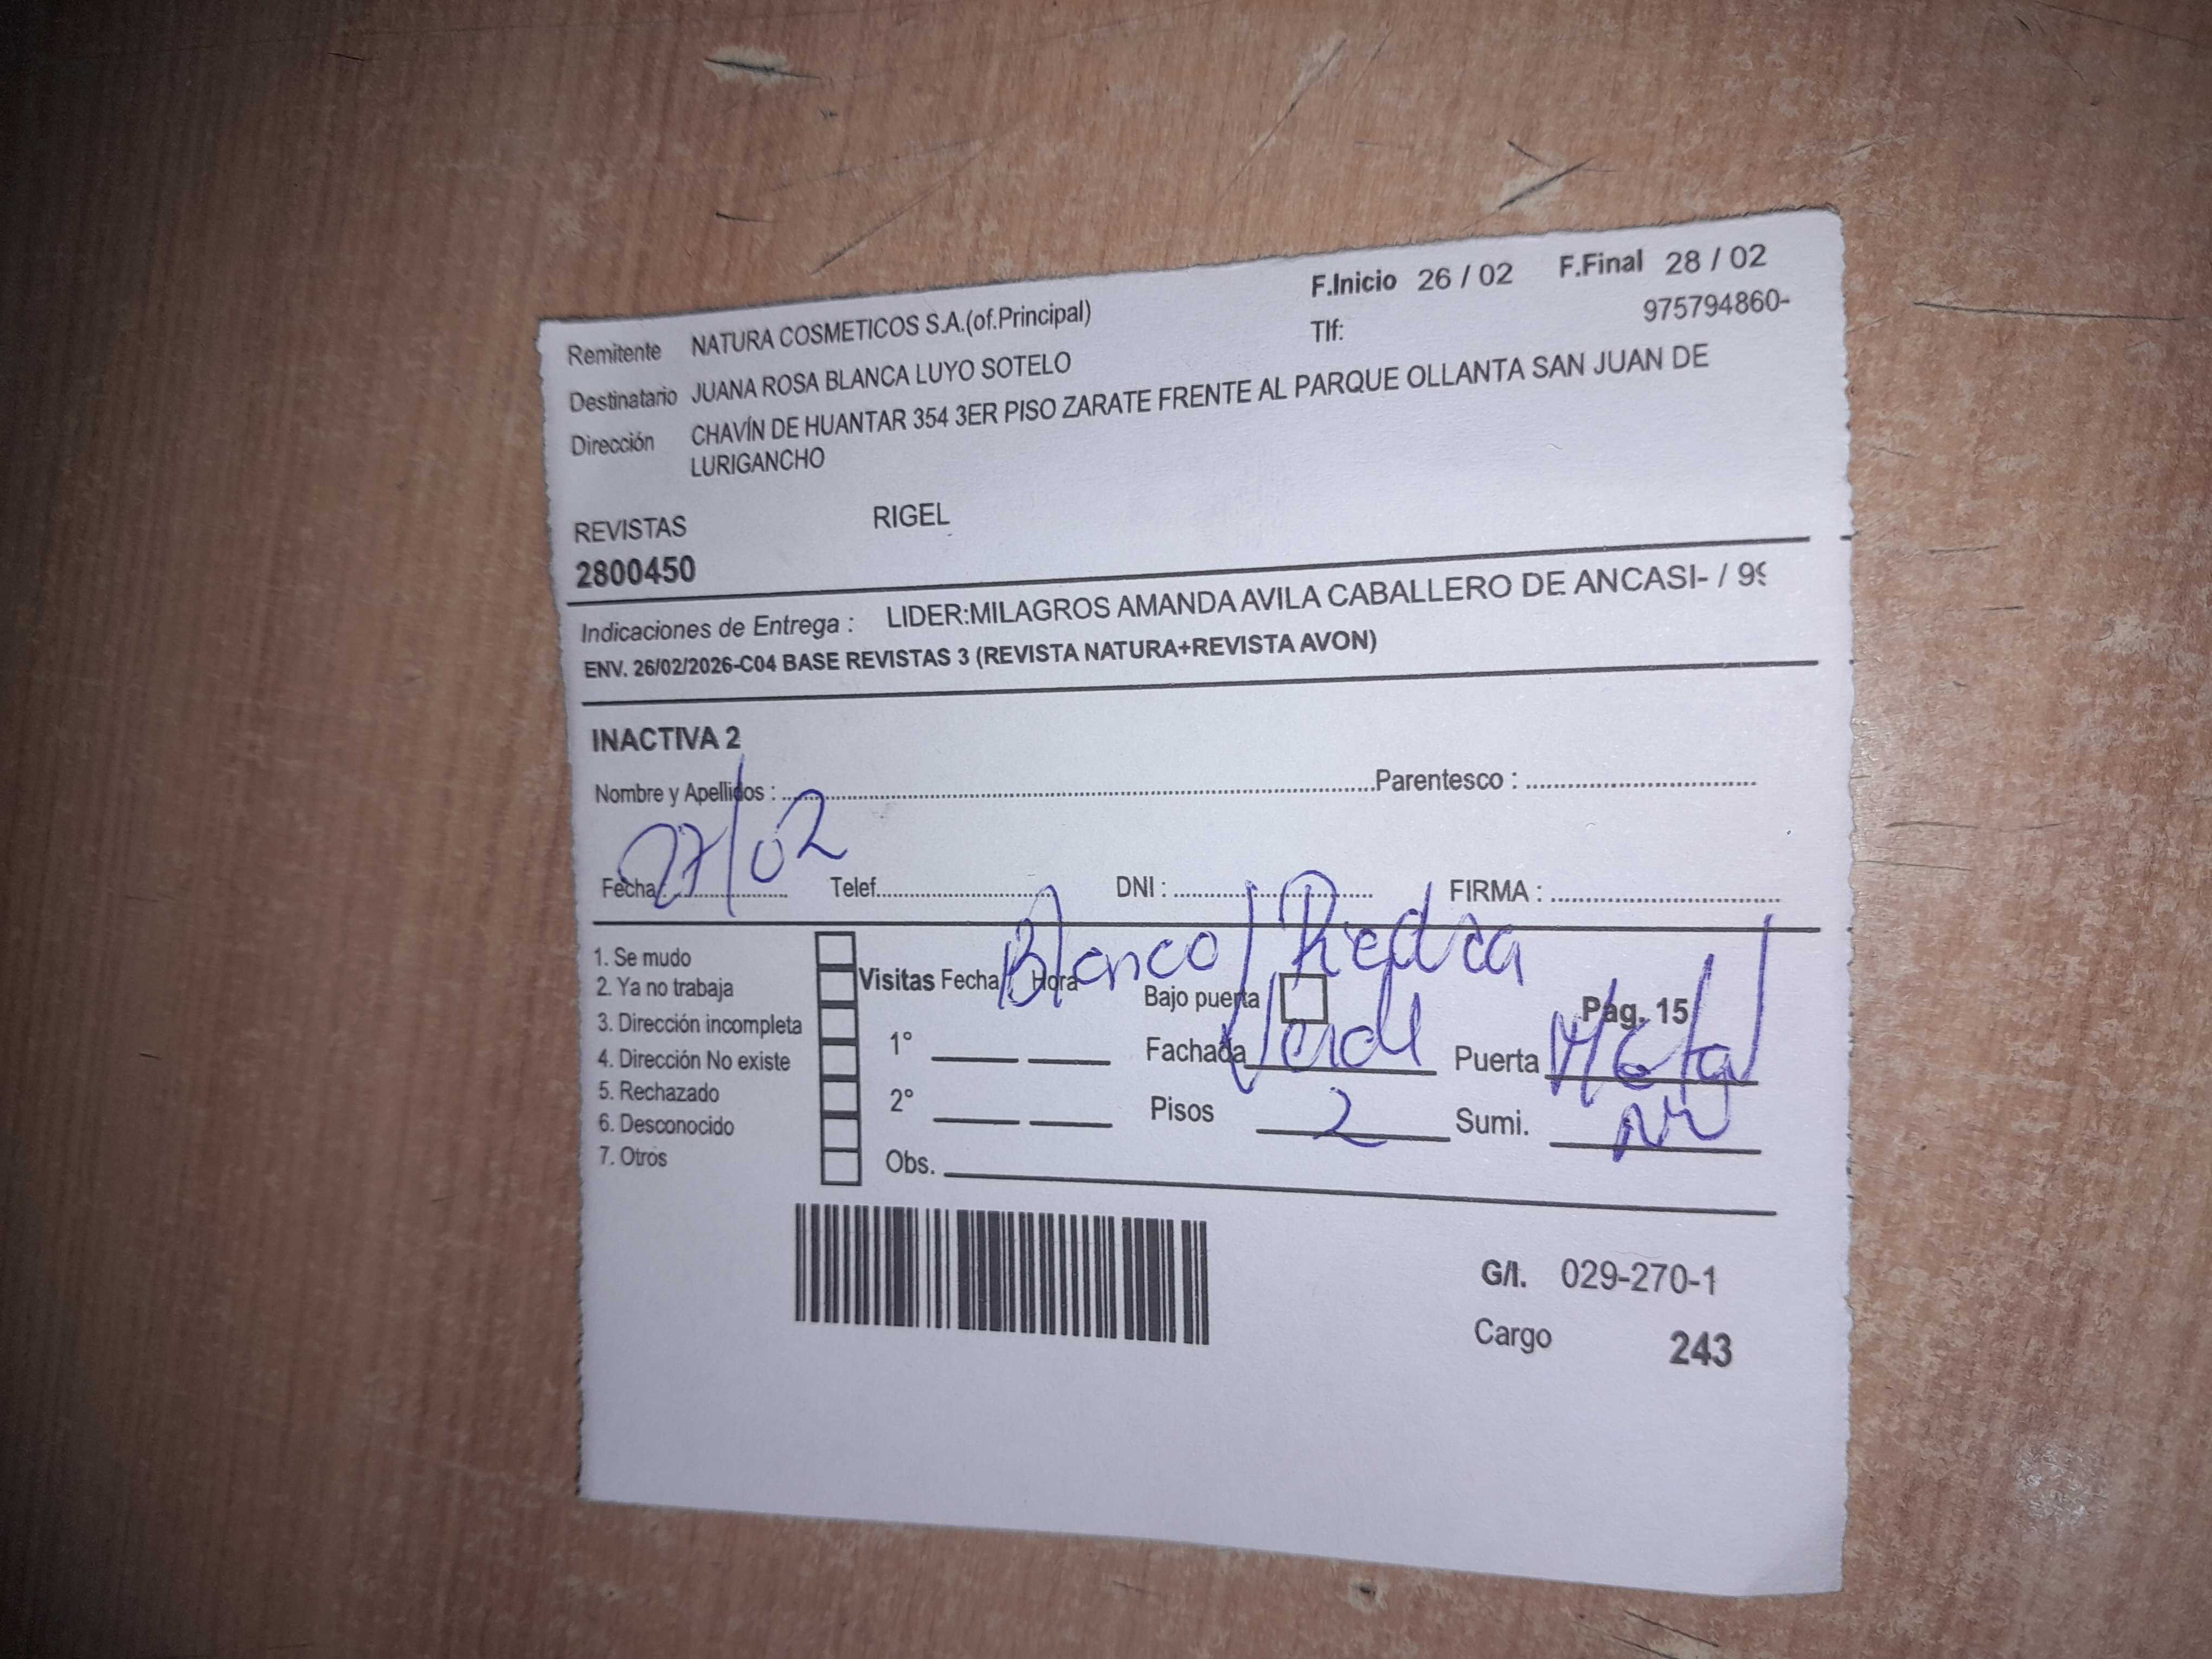 F.Inicio 26 / 02 F.Final 28 / 02
Remitente NATURA COSMETICOS S.A.(of.Principal) Tlf: 975794860-
Destinatario JUANA ROSA BLANCA LUYO SOTELO
Dirección CHAVÍN DE HUANTAR 354 3ER PISO ZARATE FRENTE AL PARQUE OLLANTA SAN JUAN DE
LURIGANCHO
REVISTAS RIGEL
2800450
Indicaciones de Entrega : LIDER:MILAGROS AMANDA AVILA CABALLERO DE ANCASI- / 99
ENV. 26/02/2026-C04 BASE REVISTAS 3 (REVISTA NATURA+REVISTA AVON)
INACTIVA 2
Nombre y Apellidos : Parentesco :
27/02
Fecha : Telef. DNI : FIRMA :
Blanco/Piedra
1. Se mudo
2. Ya no trabaja
3. Dirección incompleta
4. Dirección No existe
5. Rechazado
6. Desconocido
7. Otros
Visitas Fecha Hora Bajo puerta Pag. 15
1° Fachada Verde Puerta Metal
2° Pisos 2 Sumi.
Obs.
G/I. 029-270-1
Cargo 243